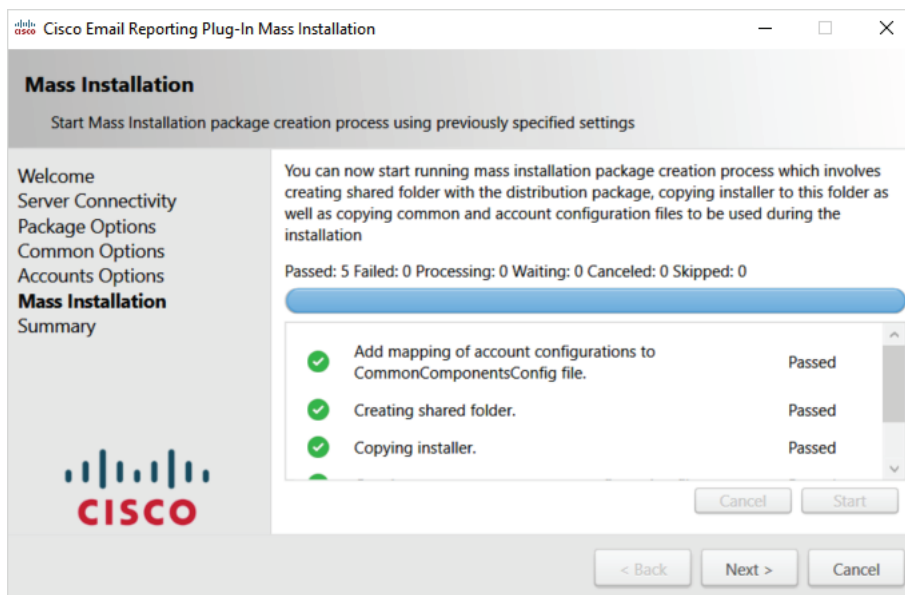 Cisco Email Reporting Plug-In Mass Installation
Mass Installation
Start Mass Installation package creation process using previously specified settings
Welcome
Server Connectivity
Package Options
Common Options
Accounts Options
Mass Installation
Summary
CISCO
You can now start running mass installation package creation process which involves
creating shared folder with the distribution package, copying installer to this folder as
well as copying common and account configuration files to be used during the
installation
Passed: 5 Failed: 0 Processing: 0 Waiting: 0 Canceled: 0 Skipped: 0
Add mapping of account configurations to
CommonComponentsConfig file.
Passed
Creating shared folder.
Passed
Copying installer.
Passed
Cancel
Start
< Back
Next >
Cancel